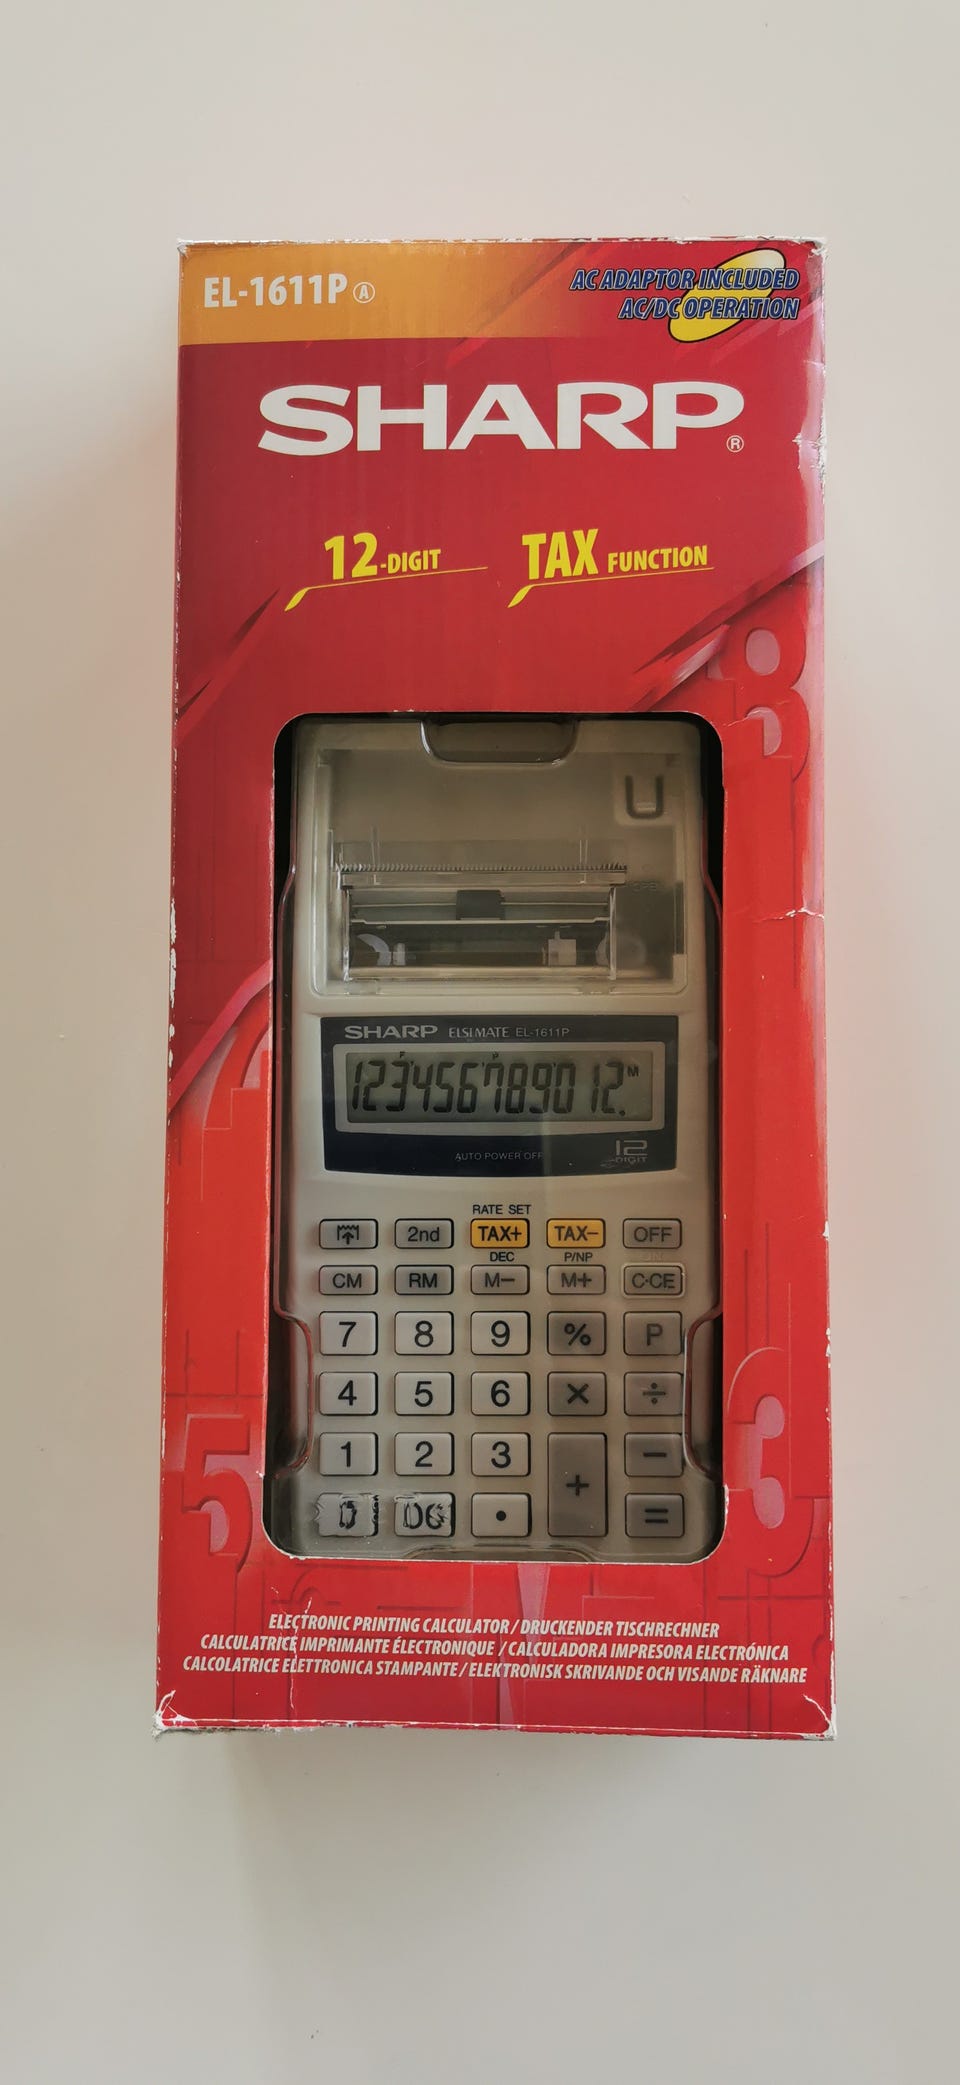 EL-1611P Ⓐ
AC ADAPTOR INCLUDED
AC/DC OPERATION
SHARP®
12-DIGIT
TAX FUNCTION
SHARP ELSIMATE EL-1611P
AUTO POWER OFF
12
DIGIT
RATE SET
2nd TAX+ TAX− OFF
DEC P/NP
CM RM M− M+ C·CE
7 8 9 % P
4 5 6 × ÷
1 2 3 + −
0 • =
ELECTRONIC PRINTING CALCULATOR / DRUCKENDER TISCHRECHNER
CALCULATRICE IMPRIMANTE ÉLECTRONIQUE / CALCULADORA IMPRESORA ELECTRÓNICA
CALCOLATRICE ELETTRONICA STAMPANTE / ELEKTRONISK SKRIVANDE OCH VISANDE RÄKNARE